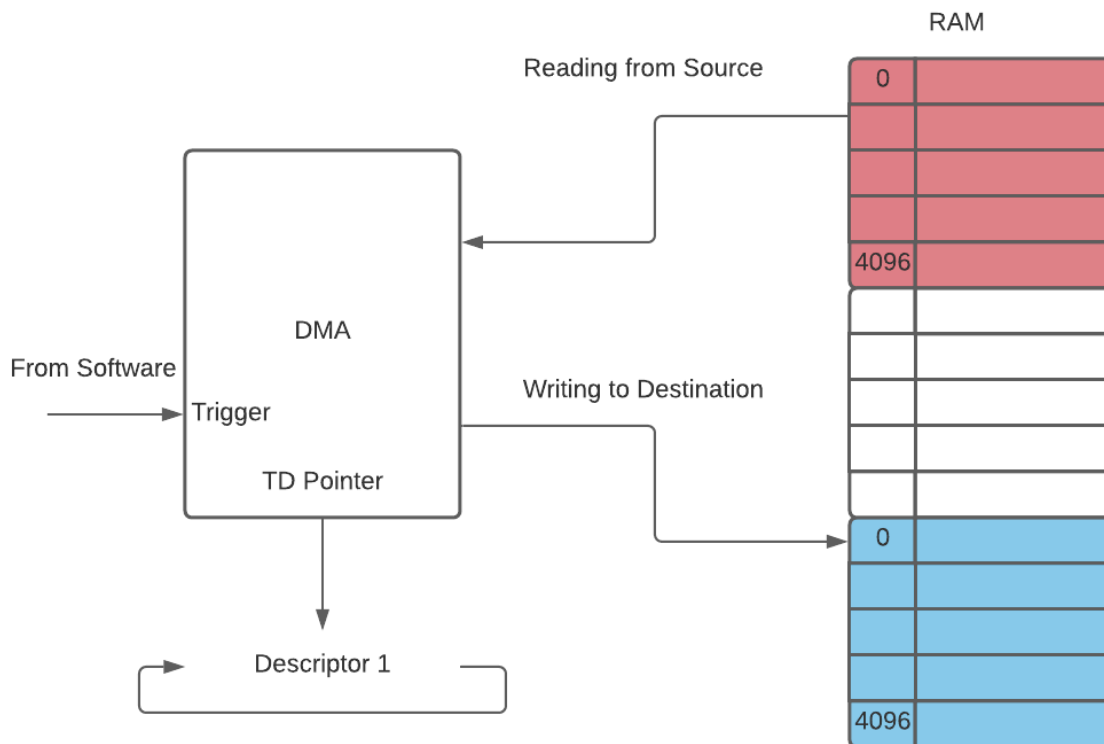 RAM
Reading from Source
0
4096
DMA
From Software
Trigger
Writing to Destination
TD Pointer
0
Descriptor 1
4096